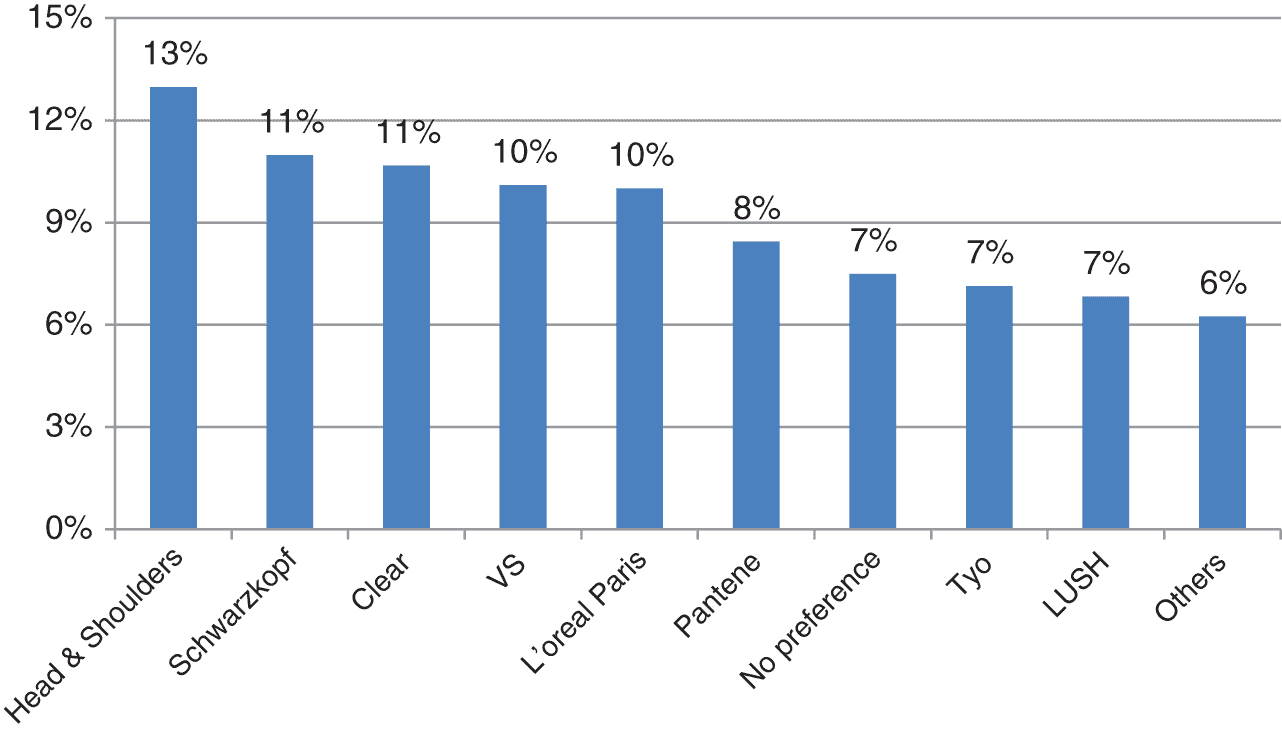 15%
12%
9%
6%
3%
0%
13%
11%
11%
10%
10%
8%
7%
7%
7%
6%
Head & Shoulders
Schwarzkopf
Clear
VS
L’oreal Paris
Pantene
No preference
Tyo
LUSH
Others